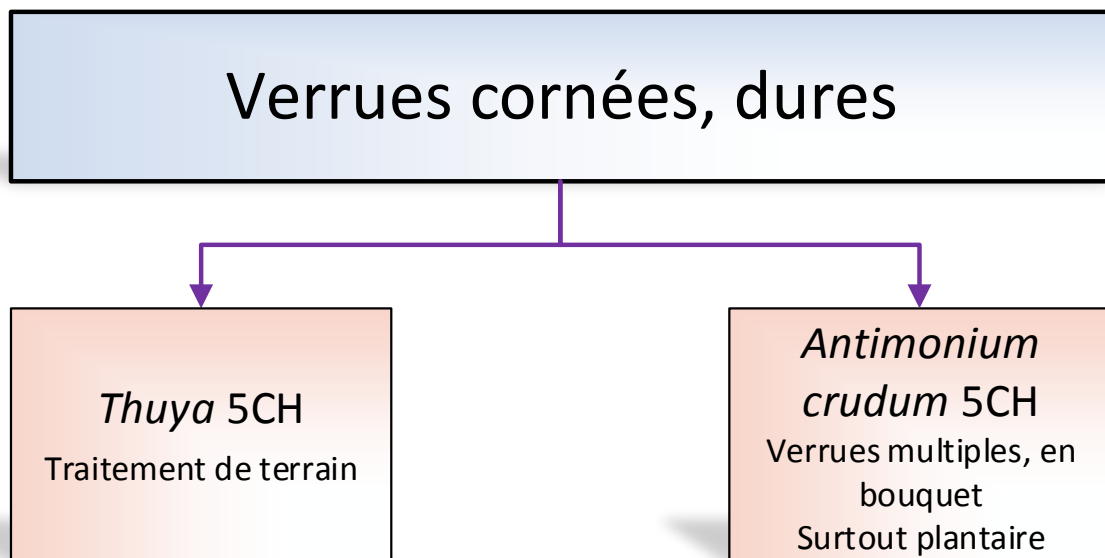 Verrues cornées, dures
Thuya 5CH
Traitement de terrain
Antimonium
crudum 5CH
Verrues multiples, en
bouquet
Surtout plantaire